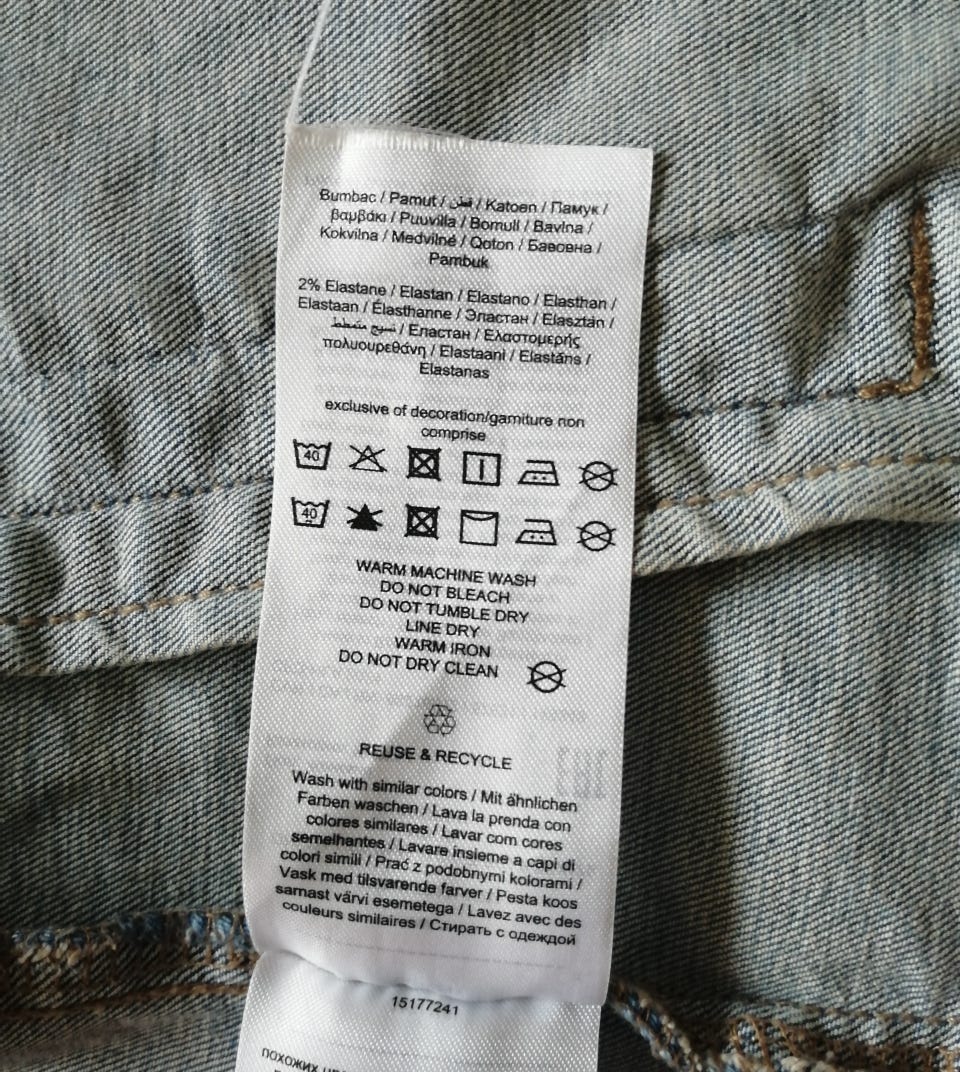 Bumbac / Pamut / قطن / Katoen / Памук /
βαμβάκι / Puuvilla / Bomull / Bavlna /
Kokvilna / Medvilnė / Qoton / Бавовна /
Pambuk
2% Elastane / Elastan / Elastano / Elasthan /
Elastaan / Élasthanne / Эластан / Elasztán /
نسيج متمطط / Еластан / Ελαστομερής
πολυουρεθάνη / Elastaani / Elastāns /
Elastanas
exclusive of decoration/garniture non
comprise
40
40
WARM MACHINE WASH
DO NOT BLEACH
DO NOT TUMBLE DRY
LINE DRY
WARM IRON
DO NOT DRY CLEAN
REUSE & RECYCLE
Wash with similar colors / Mit ähnlichen
Farben waschen / Lava la prenda con
colores similares / Lavar com cores
semelhantes / Lavare insieme a capi di
colori simili / Prać z podobnymi kolorami /
Vask med tilsvarende farver / Pesta koos
samast värvi esemetega / Lavez avec des
couleurs similaires / Стирать с одеждой
15177241
похожих